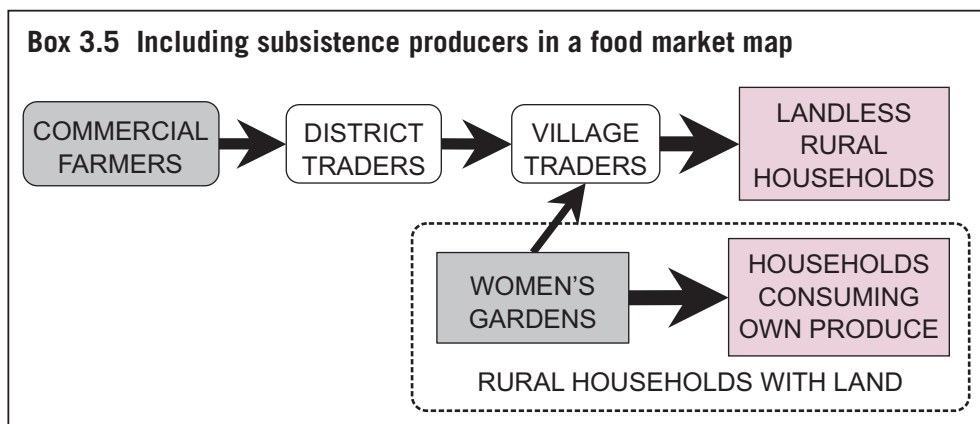 Box 3.5 Including subsistence producers in a food market map
COMMERCIAL
FARMERS
DISTRICT
TRADERS
VILLAGE
TRADERS
LANDLESS
RURAL
HOUSEHOLDS
WOMEN'S
GARDENS
HOUSEHOLDS
CONSUMING
OWN PRODUCE
RURAL HOUSEHOLDS WITH LAND